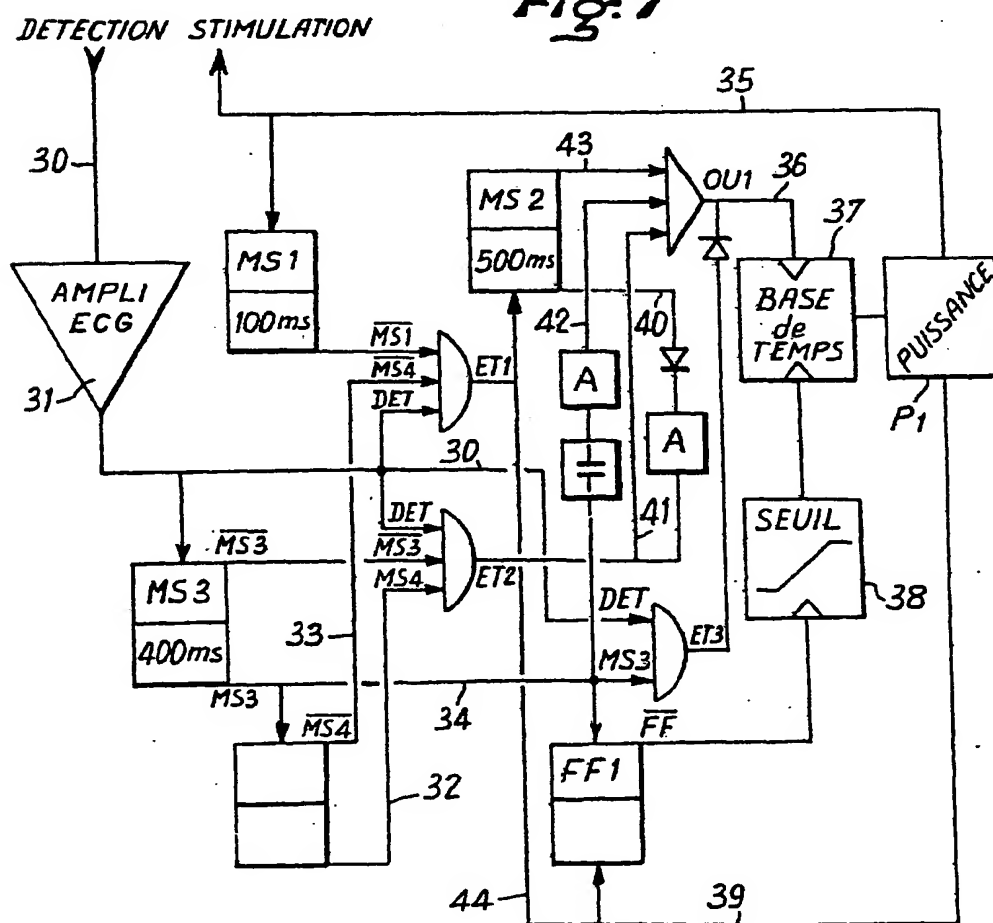 Fig. 7
DETECTION STIMULATION
35
30
43
MS2
500ms
OU1
36
37
MS1
100ms
AMPLI
ECG
31
42
40
BASE
de
TEMPS
PUISSANCE
P1
MS1
MS4
DET
ET1
A
A
30
DET
MS3
MS4
ET2
41
SEUIL
38
MS3
MS3
400ms
33
DET
MS3
ET3
MS3
34
MS4
FF
32
FF1
44
39